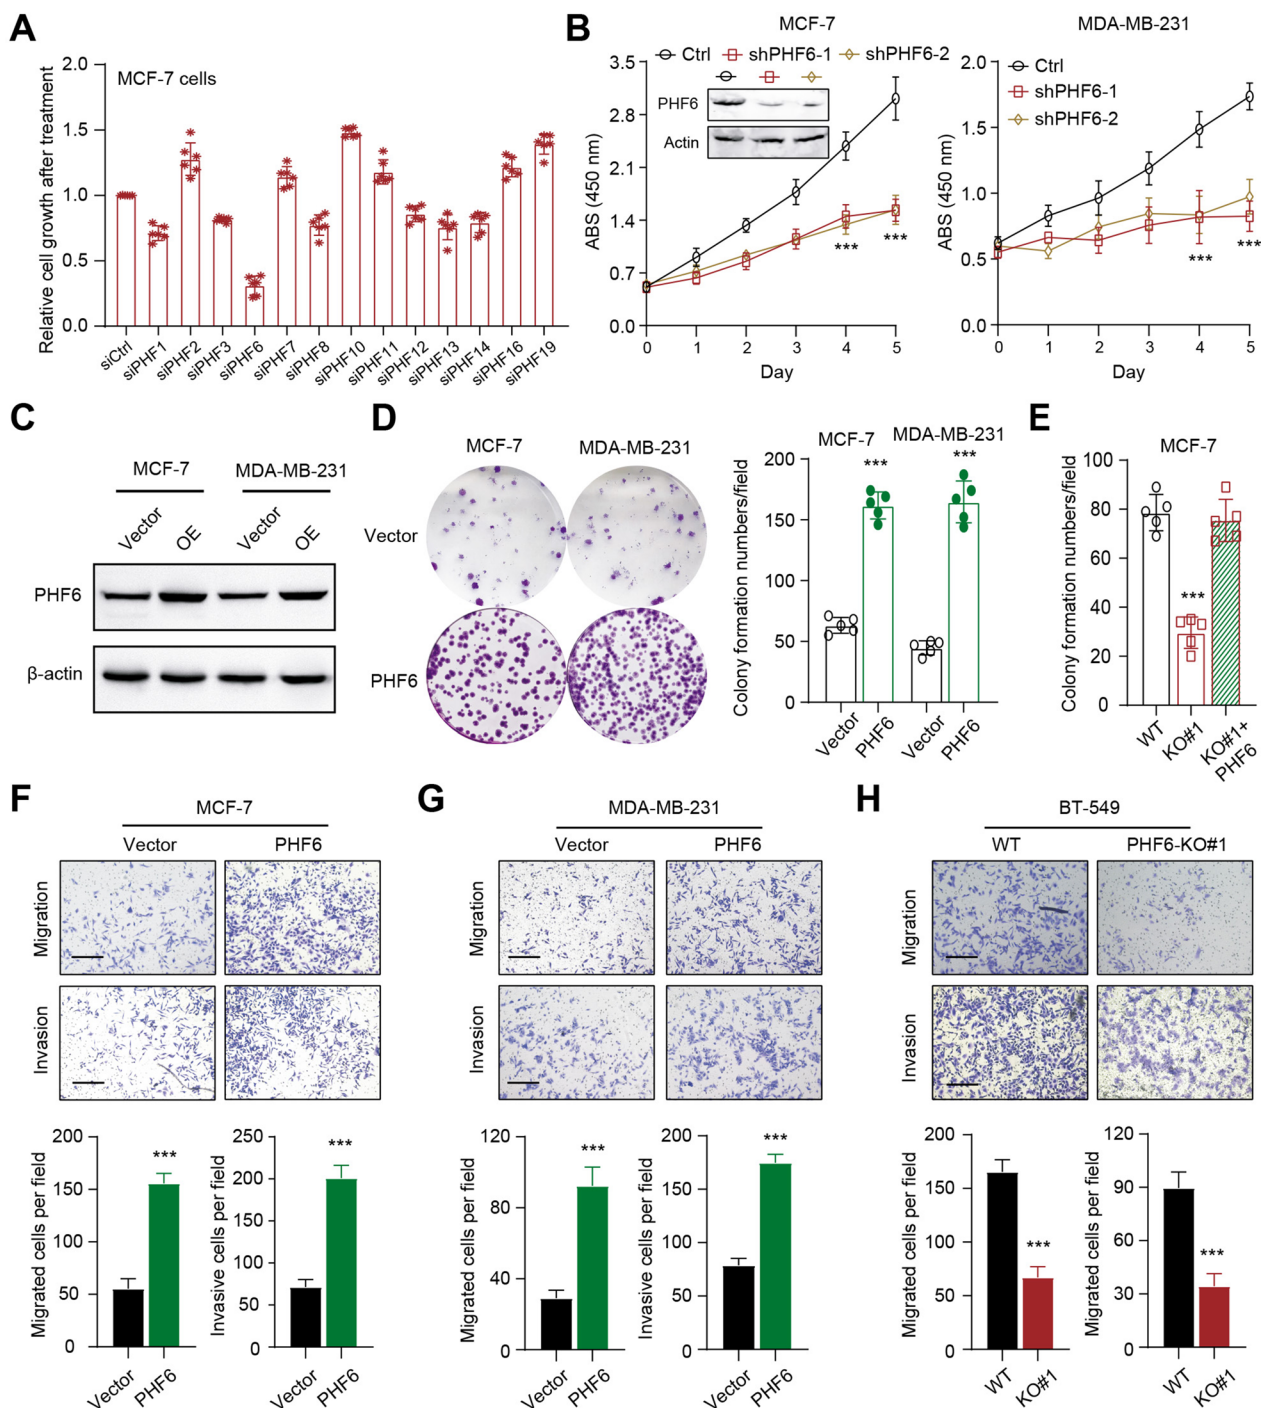 A
MCF-7 cells
Relative cell growth after treatment
2.0
1.5
1.0
0.5
0.0
siCtrl
siPHF1
siPHF2
siPHF3
siPHF6
siPHF7
siPHF8
siPHF10
siPHF11
siPHF12
siPHF13
siPHF14
siPHF16
siPHF19
B
MCF-7
Ctrl shPHF6-1 shPHF6-2
PHF6
Actin
ABS (450 nm)
3.5
2.8
2.1
1.4
0.7
0.0
*** ***
0 1 2 3 4 5
Day
MDA-MB-231
Ctrl
shPHF6-1
shPHF6-2
ABS (450 nm)
2.0
1.5
1.0
0.5
0.0
*** ***
0 1 2 3 4 5
Day
C
MCF-7 MDA-MB-231
Vector OE Vector OE
PHF6
β-actin
D
MCF-7 MDA-MB-231
Vector
PHF6
MCF-7 MDA-MB-231
*** ***
Colony formation numbers/field
200
150
100
50
0
Vector PHF6 Vector PHF6
E
MCF-7
Colony formation numbers/field
100
80
60
40
20
0
***
WT KO#1 KO#1+
PHF6
F
MCF-7
Vector PHF6
Migration
Invasion
Migrated cells per field
200
150
100
50
0
***
Vector PHF6
Invasive cells per field
250
200
150
100
50
0
***
Vector PHF6
G
MDA-MB-231
Vector PHF6
Migration
Invasion
Migrated cells per field
120
80
40
0
***
Vector PHF6
Invasive cells per field
200
150
100
50
0
***
Vector PHF6
H
BT-549
WT PHF6-KO#1
Migration
Invasion
Migrated cells per field
200
150
100
50
0
***
WT KO#1
Migrated cells per field
120
90
60
30
0
***
WT KO#1